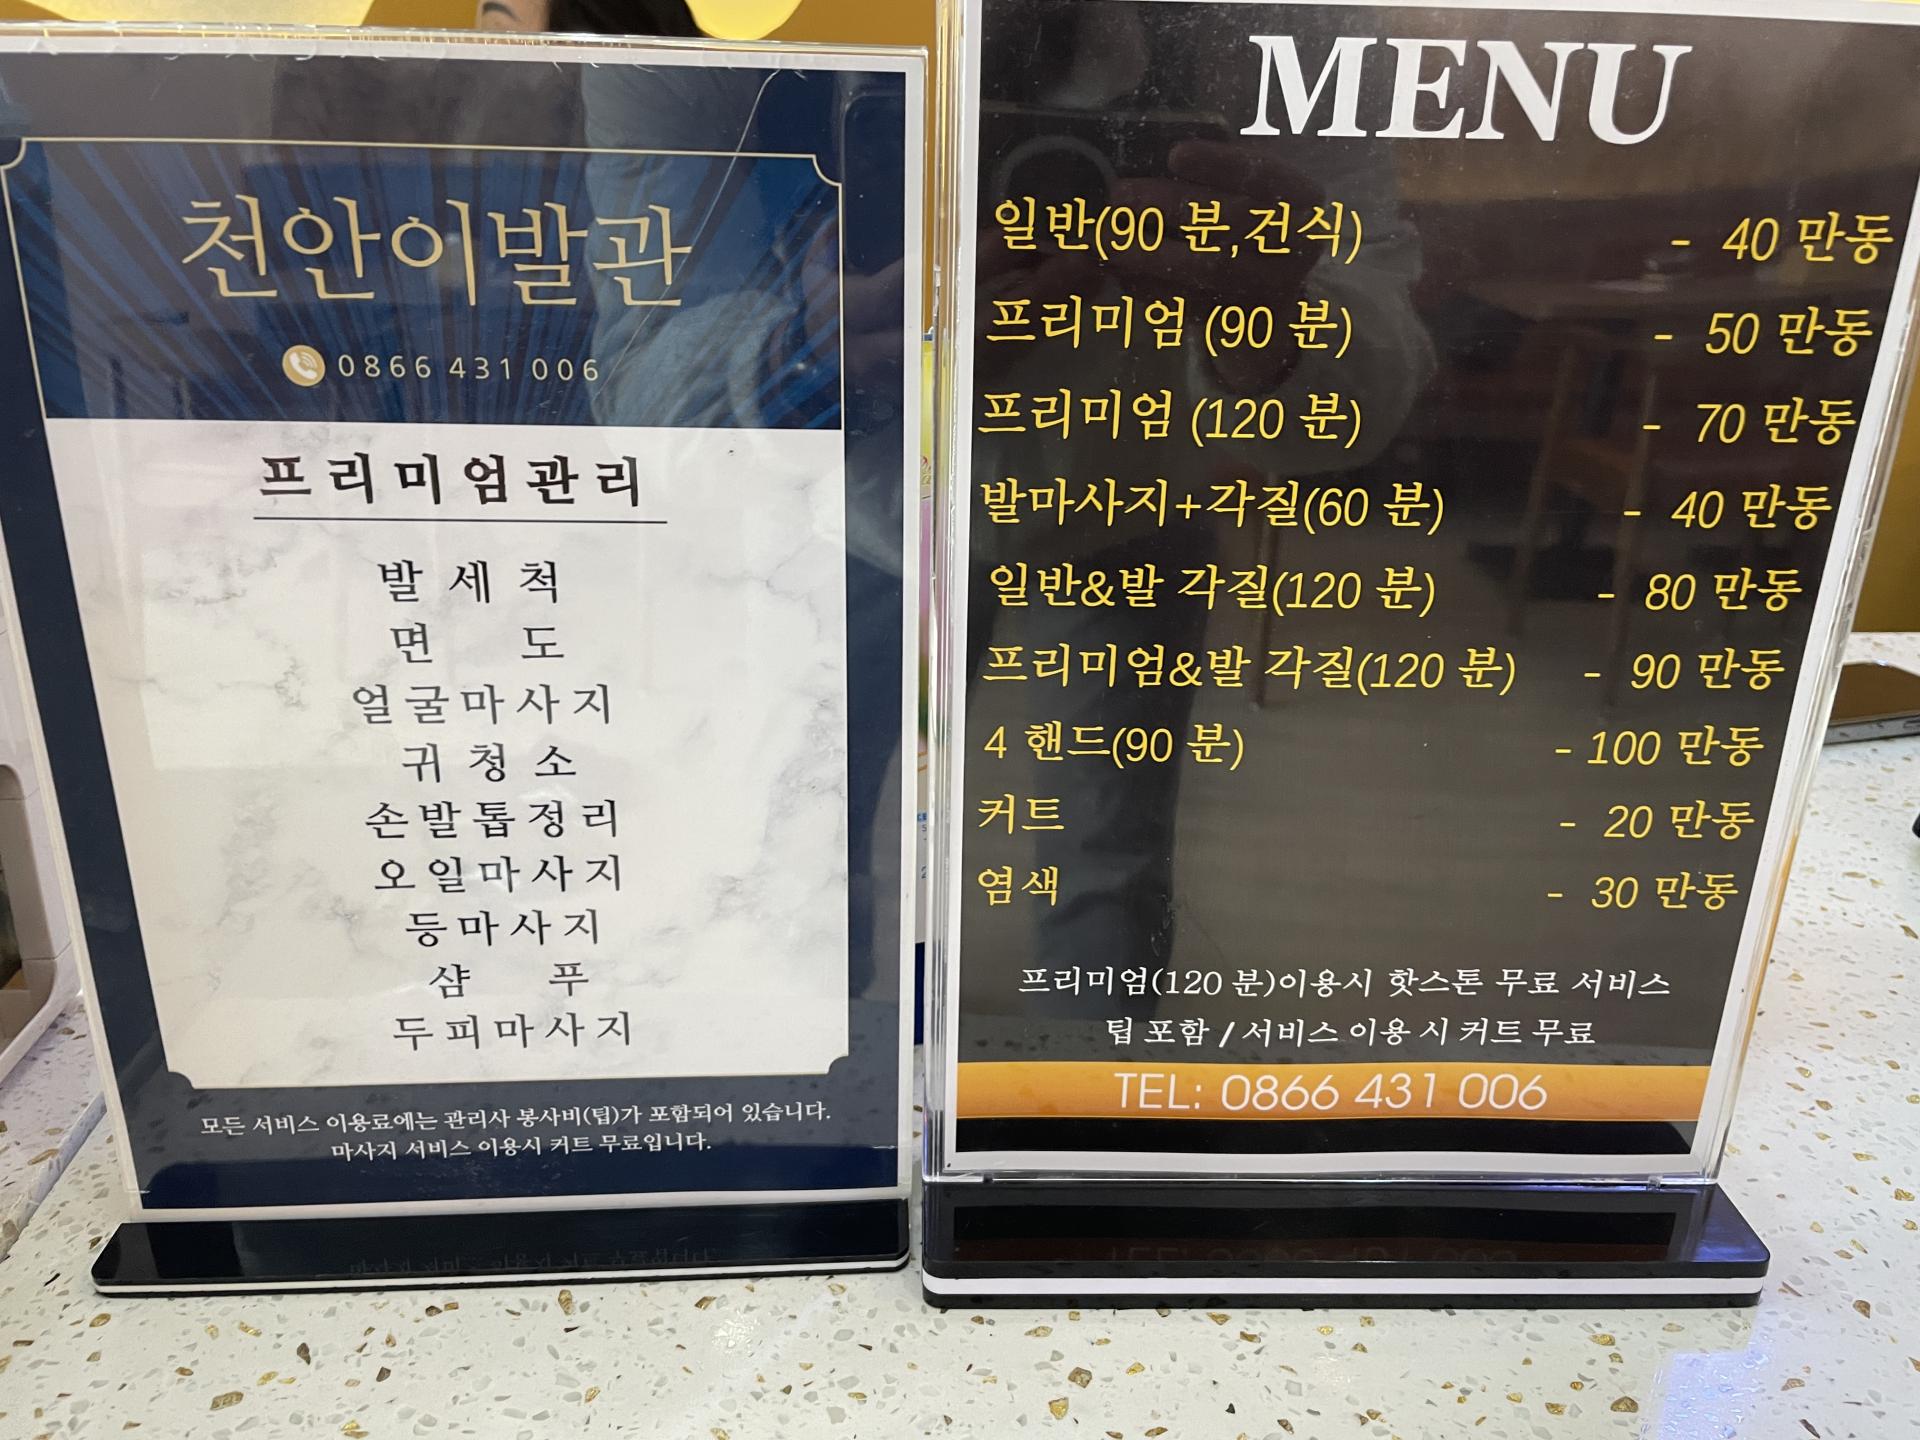 천안이발관
0866 431 006
프리미엄관리
발 세 척
면 도
얼굴마사지
귀 청 소
손발톱정리
오일마사지
등마사지
샴 푸
두피마사지
모든 서비스 이용료에는 관리사 봉사비(팁)가 포함되어 있습니다.
마사지 서비스 이용시 커트 무료입니다.
MENU
일반(90 분,건식) - 40 만동
프리미엄 (90 분) - 50 만동
프리미엄 (120 분) - 70 만동
발마사지+각질(60 분) - 40 만동
일반&발 각질(120 분) - 80 만동
프리미엄&발 각질(120 분) - 90 만동
4 핸드(90 분) - 100 만동
커트 - 20 만동
염색 - 30 만동
프리미엄(120 분)이용시 핫스톤 무료 서비스
팁 포함 / 서비스 이용 시 커트 무료
TEL: 0866 431 006